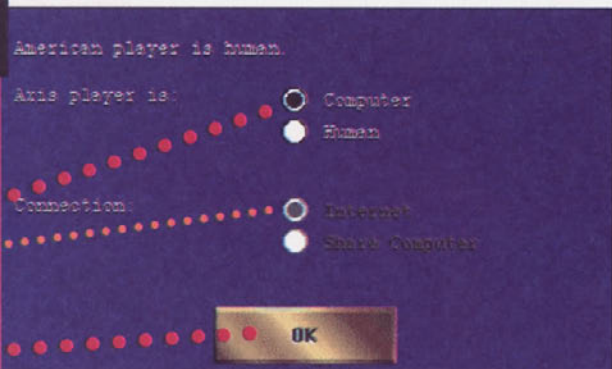 American player is human.
Axis player is:
Computer
Human
Connection:
Internet
Share Computer
OK